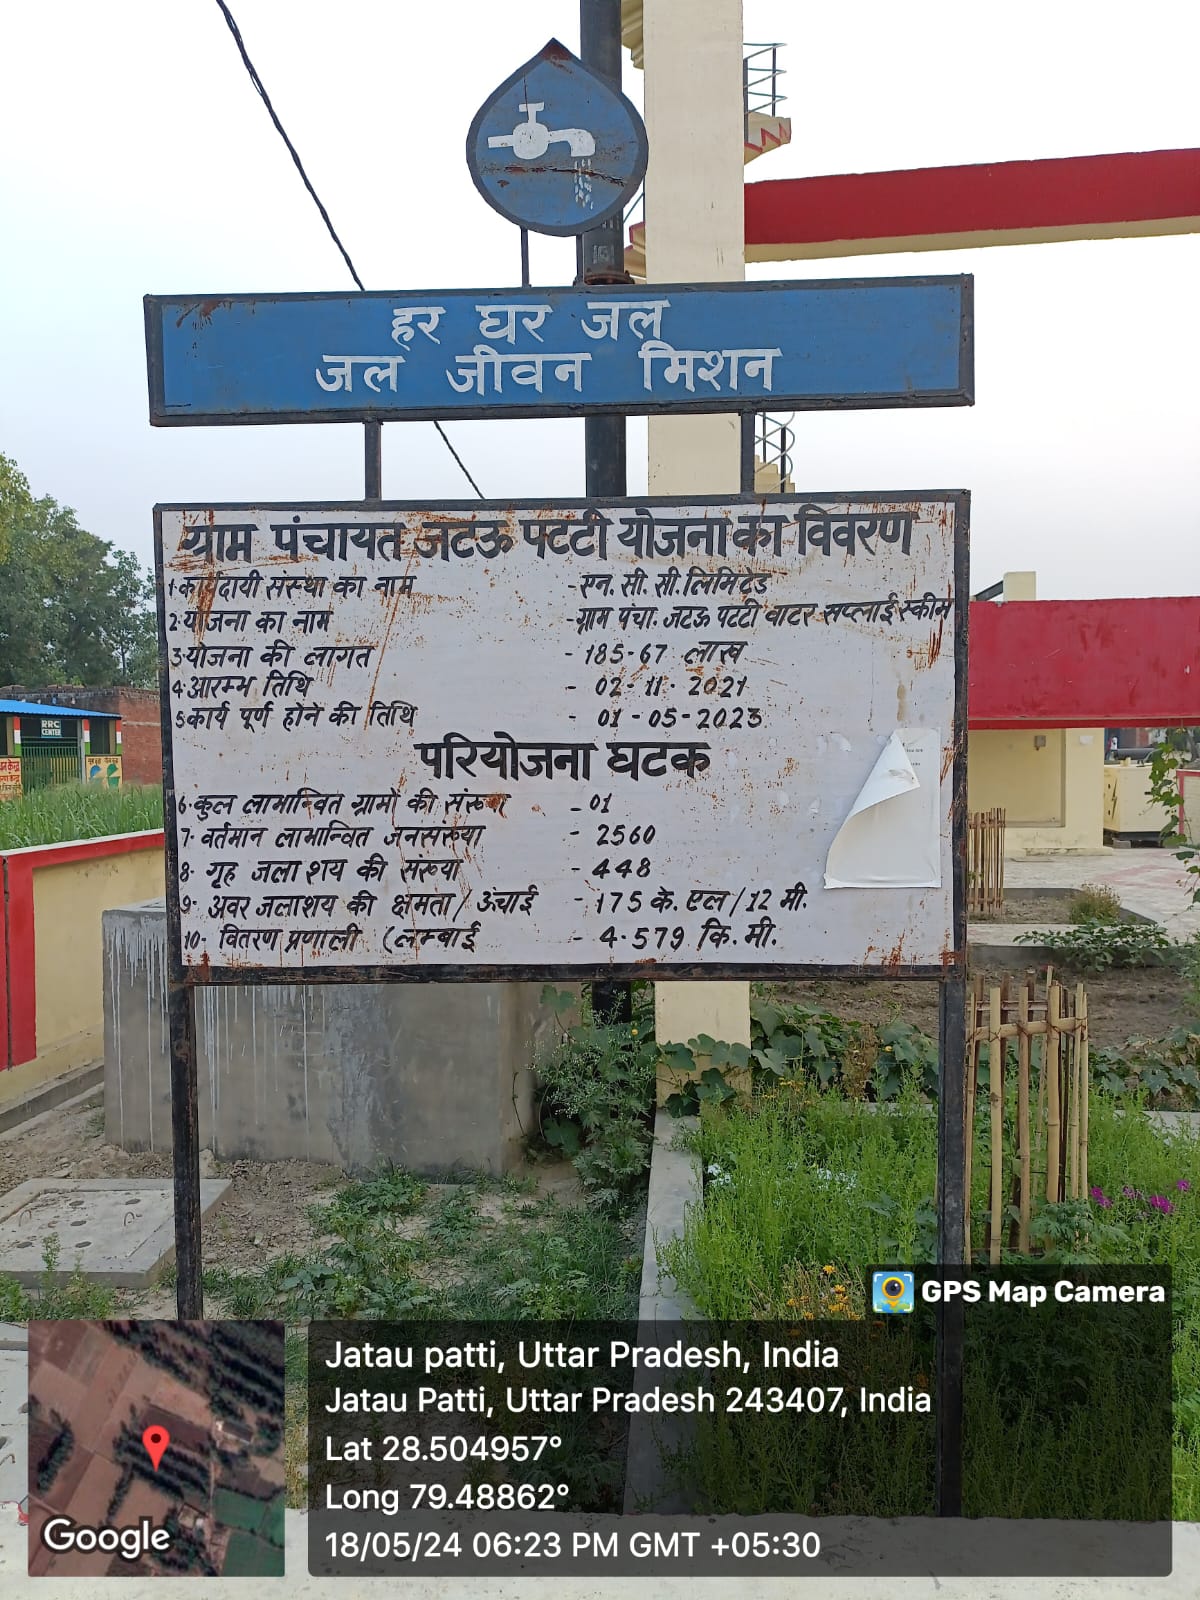 हर घर जल
जल जीवन मिशन
ग्राम पंचायत जटऊ पटटी योजना का विवरण
1·कार्यदायी संस्था का नाम - एन. सी. सी. लिमिटेड
2·योजना का नाम - ग्राम पंचा. जटऊ पटटी वाटर सप्लाई स्कीम
3·योजना की लागत - 185-67 लाख
4·आरम्भ तिथि - 02-11-2021
5 कार्य पूर्ण होने की तिथि - 01-05-2023
परियोजना घटक
6·कुल लाभान्वित ग्रामों की संख्या - 01
7·वर्तमान लाभान्वित जनसंख्या - 2560
8· गृह जलाशय की संख्या - 448
9· अवर जलाशय की क्षमता/ ऊंचाई - 175 के. एल/12 मी.
10- वितरण प्रणाली (लम्बाई - 4.579 कि.मी.
RRC
CENTER
GPS Map Camera
Jatau patti, Uttar Pradesh, India
Jatau Patti, Uttar Pradesh 243407, India
Lat 28.504957°
Long 79.48862°
18/05/24 06:23 PM GMT +05:30
Google